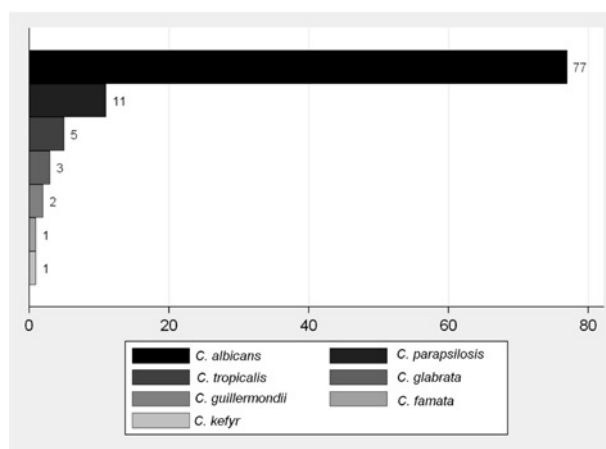 77
11
5
3
2
1
1
0 20 40 60 80
C. albicans C. parapsilosis
C. tropicalis C. glabrata
C. guillermondii C. famata
C. kefyr